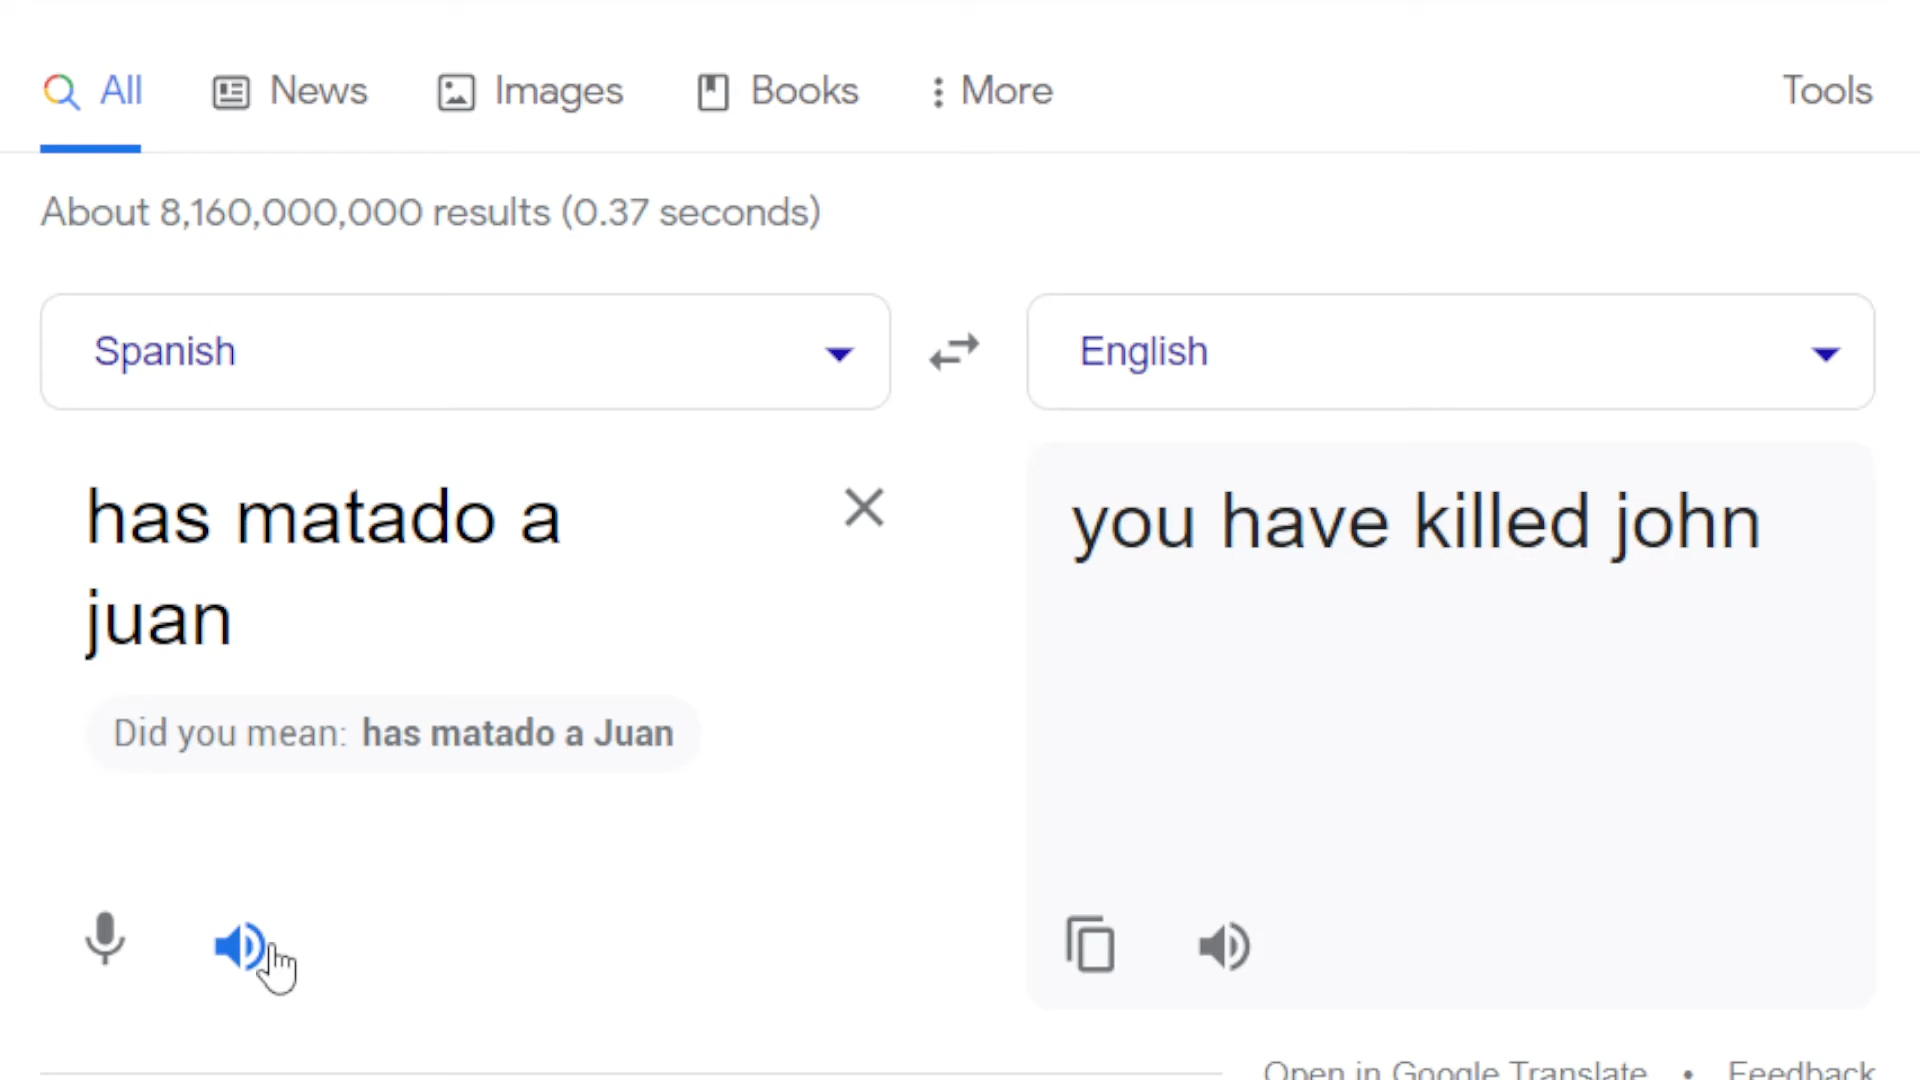 All News Images Books More Tools
About 8,160,000,000 results (0.37 seconds)
Spanish English
has matado a
juan
you have killed john
Did you mean: has matado a Juan
Open in Google Translate • Feedback